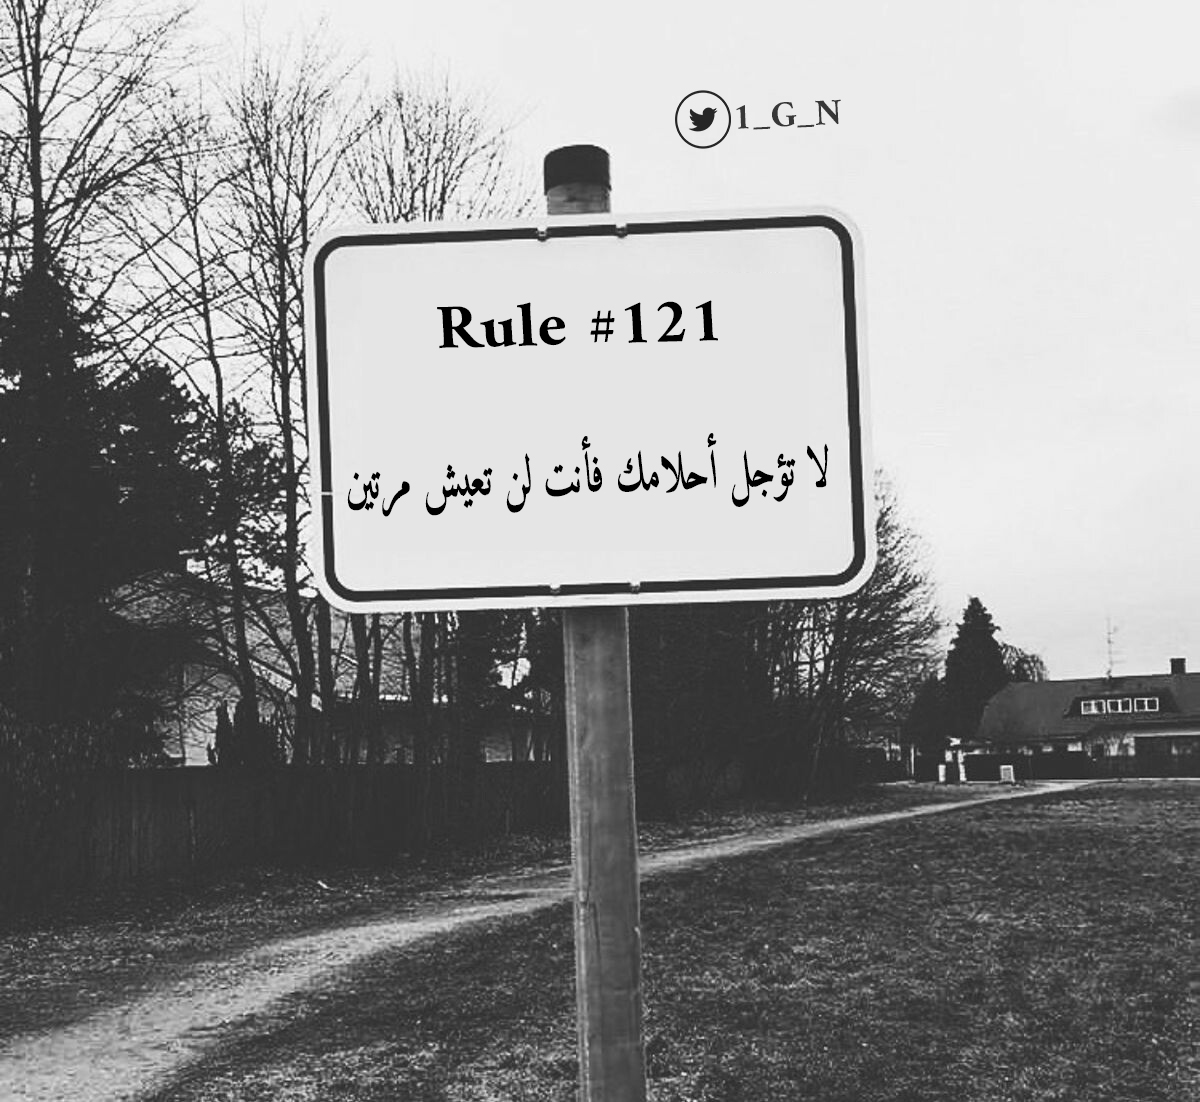 1_G_N
Rule #121
لا تؤجل أحلامك فأنت لن تعيش مرتين